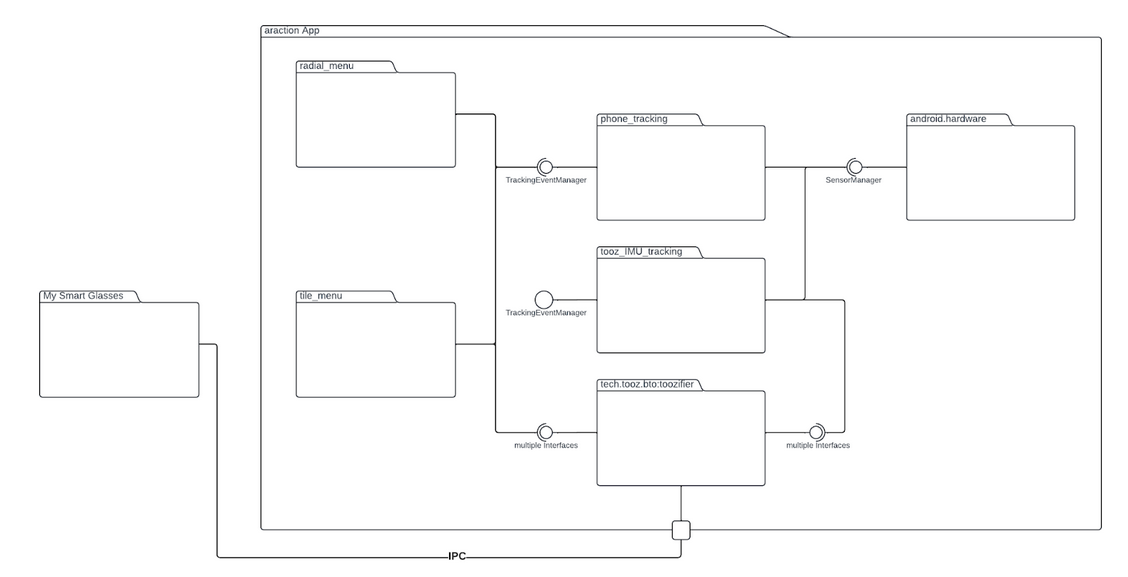 araction App
radial_menu
phone_tracking
android.hardware
TrackingEventManager
SensorManager
tooz_IMU_tracking
My Smart Glasses
tile_menu
TrackingEventManager
tech.tooz.bto:toozifier
multiple Interfaces
multiple Interfaces
IPC